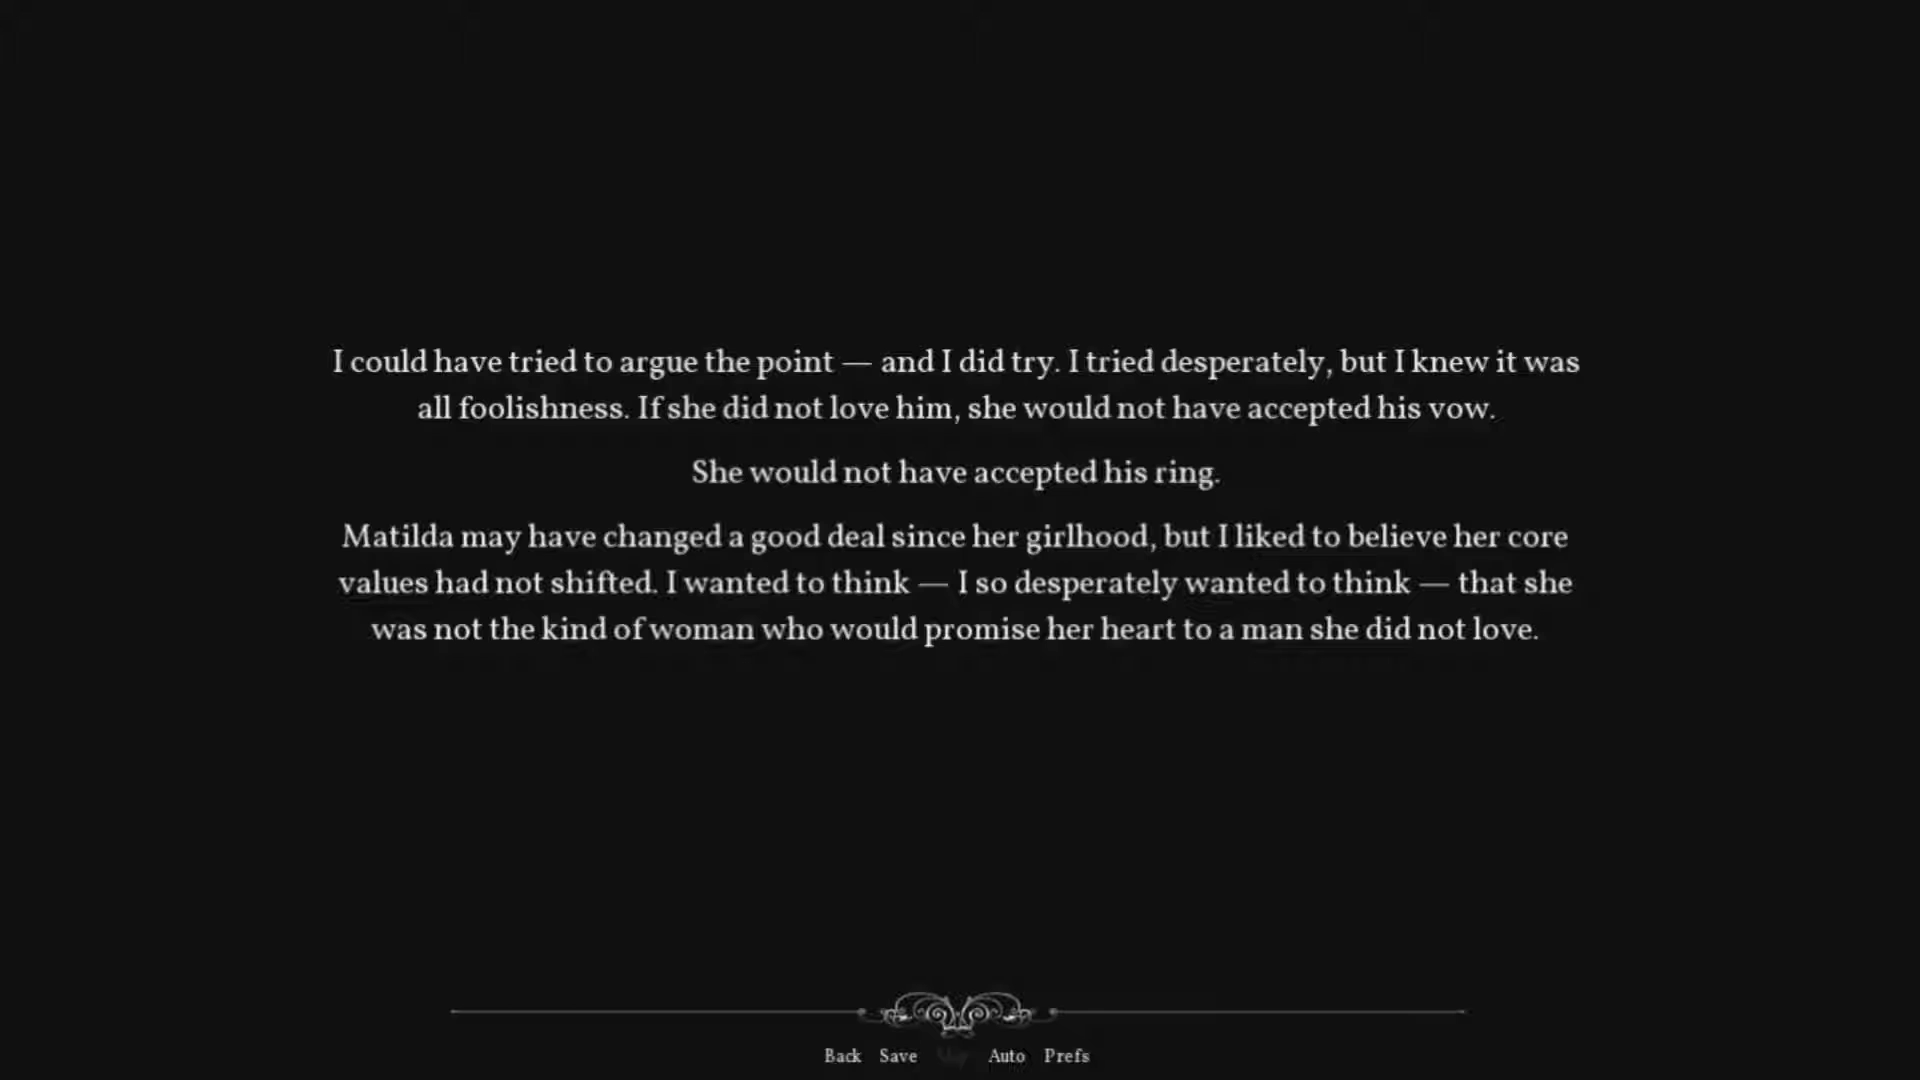 I could have tried to argue the point — and I did try. I tried desperately, but I knew it was
all foolishness. If she did not love him, she would not have accepted his vow.
She would not have accepted his ring.
Matilda may have changed a good deal since her girlhood, but I liked to believe her core
values had not shifted. I wanted to think — I so desperately wanted to think — that she
was not the kind of woman who would promise her heart to a man she did not love.
Back Save Auto Prefs